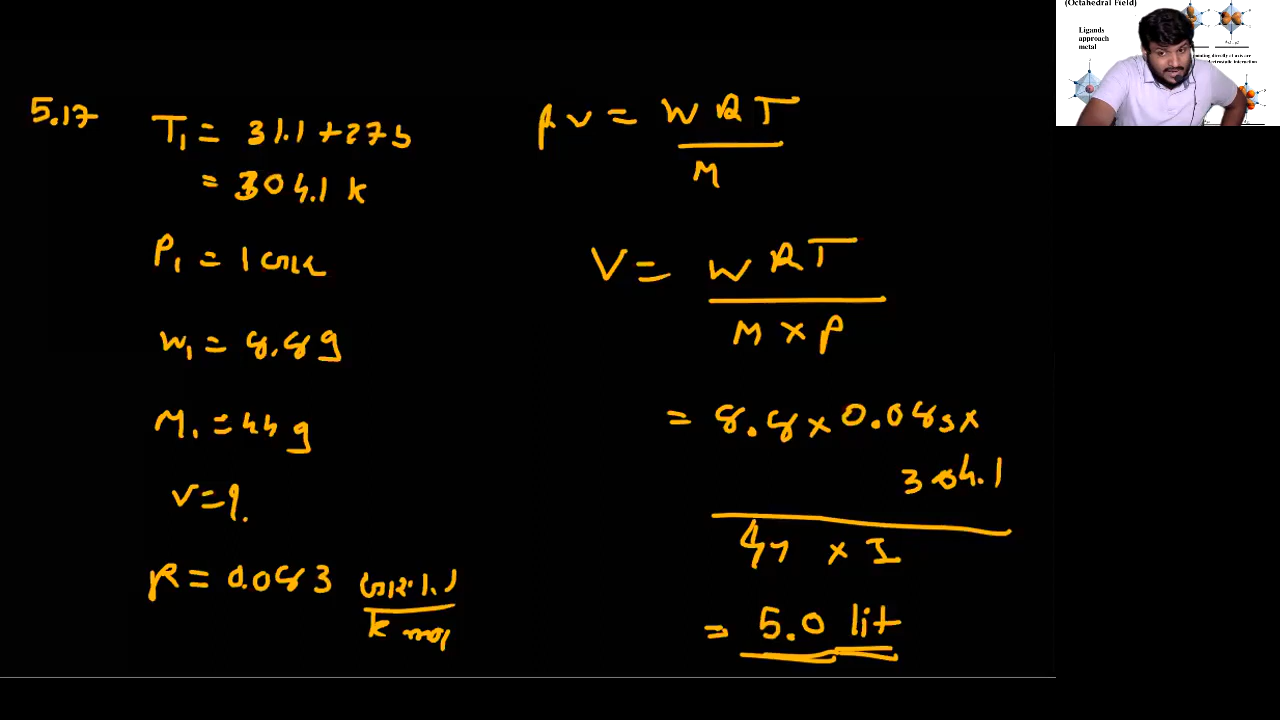 5.17
T₁ = 31.1 + 273
= 304.1 K
P₁ = 1
W₁ = 8.8 g
M₁ = 44 g
V = ?
R = 0.083
K mol
PV = WRT
M
V = WRT
M × P
= 8.8 × 0.083 ×
304.1
44 × 1
= 5.0 lit
(Octahedral Field)
Ligands
approach
metal